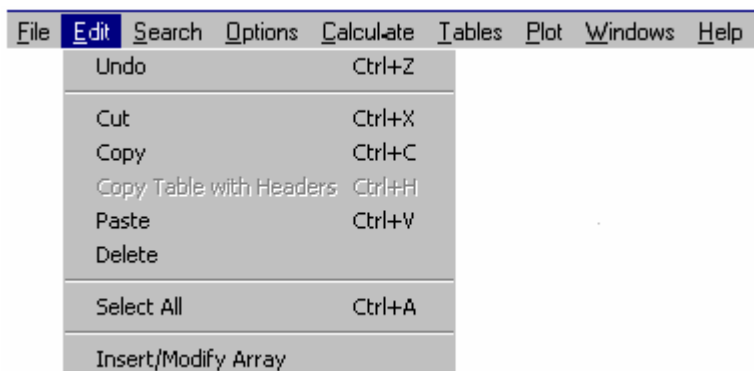 File Edit Search Options Calculate Tables Plot Windows Help
Undo Ctrl+Z
Cut Ctrl+X
Copy Ctrl+C
Copy Table with Headers Ctrl+H
Paste Ctrl+V
Delete
Select All Ctrl+A
Insert/Modify Array